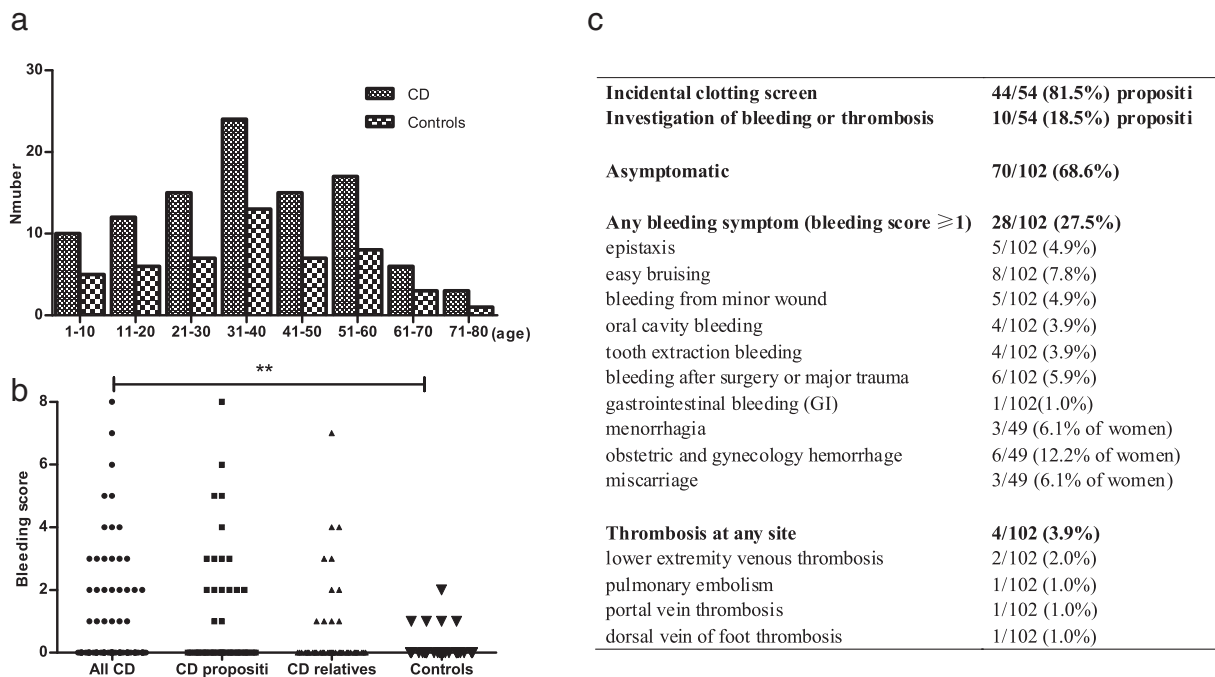 a
30
20
10
0
Nmuber
CD
Controls
1-10 11-20 21-30 31-40 41-50 51-60 61-70 71-80 (age)
b
**
8
6
4
2
0
Bleeding score
All CD CD propositi CD relatives Controls
c
Incidental clotting screen 44/54 (81.5%) propositi
Investigation of bleeding or thrombosis 10/54 (18.5%) propositi
Asymptomatic 70/102 (68.6%)
Any bleeding symptom (bleeding score ⩾1) 28/102 (27.5%)
epistaxis 5/102 (4.9%)
easy bruising 8/102 (7.8%)
bleeding from minor wound 5/102 (4.9%)
oral cavity bleeding 4/102 (3.9%)
tooth extraction bleeding 4/102 (3.9%)
bleeding after surgery or major trauma 6/102 (5.9%)
gastrointestinal bleeding (GI) 1/102(1.0%)
menorrhagia 3/49 (6.1% of women)
obstetric and gynecology hemorrhage 6/49 (12.2% of women)
miscarriage 3/49 (6.1% of women)
Thrombosis at any site 4/102 (3.9%)
lower extremity venous thrombosis 2/102 (2.0%)
pulmonary embolism 1/102 (1.0%)
portal vein thrombosis 1/102 (1.0%)
dorsal vein of foot thrombosis 1/102 (1.0%)